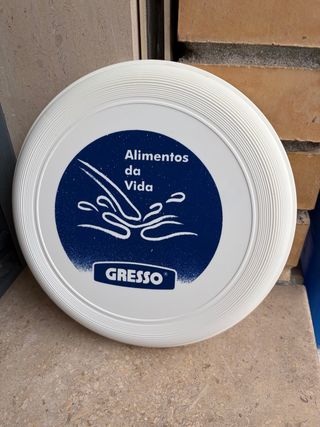 Alimentos
da
Vida
GRESSO®